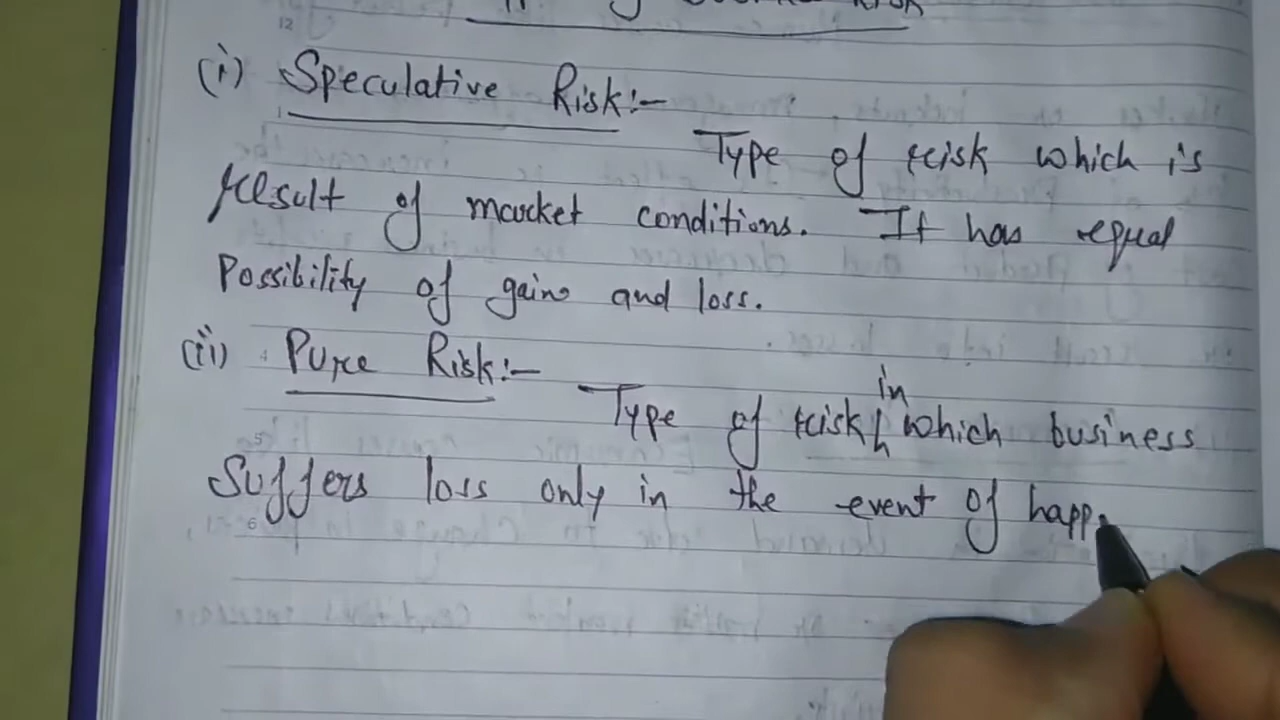 (i) Speculative Risk:-
Type of risk which is
result of market conditions. It has equal
Possibility of gains and loss.
(ii) Pure Risk:-
in
Type of risk which business
Suffers loss only in the event of happ